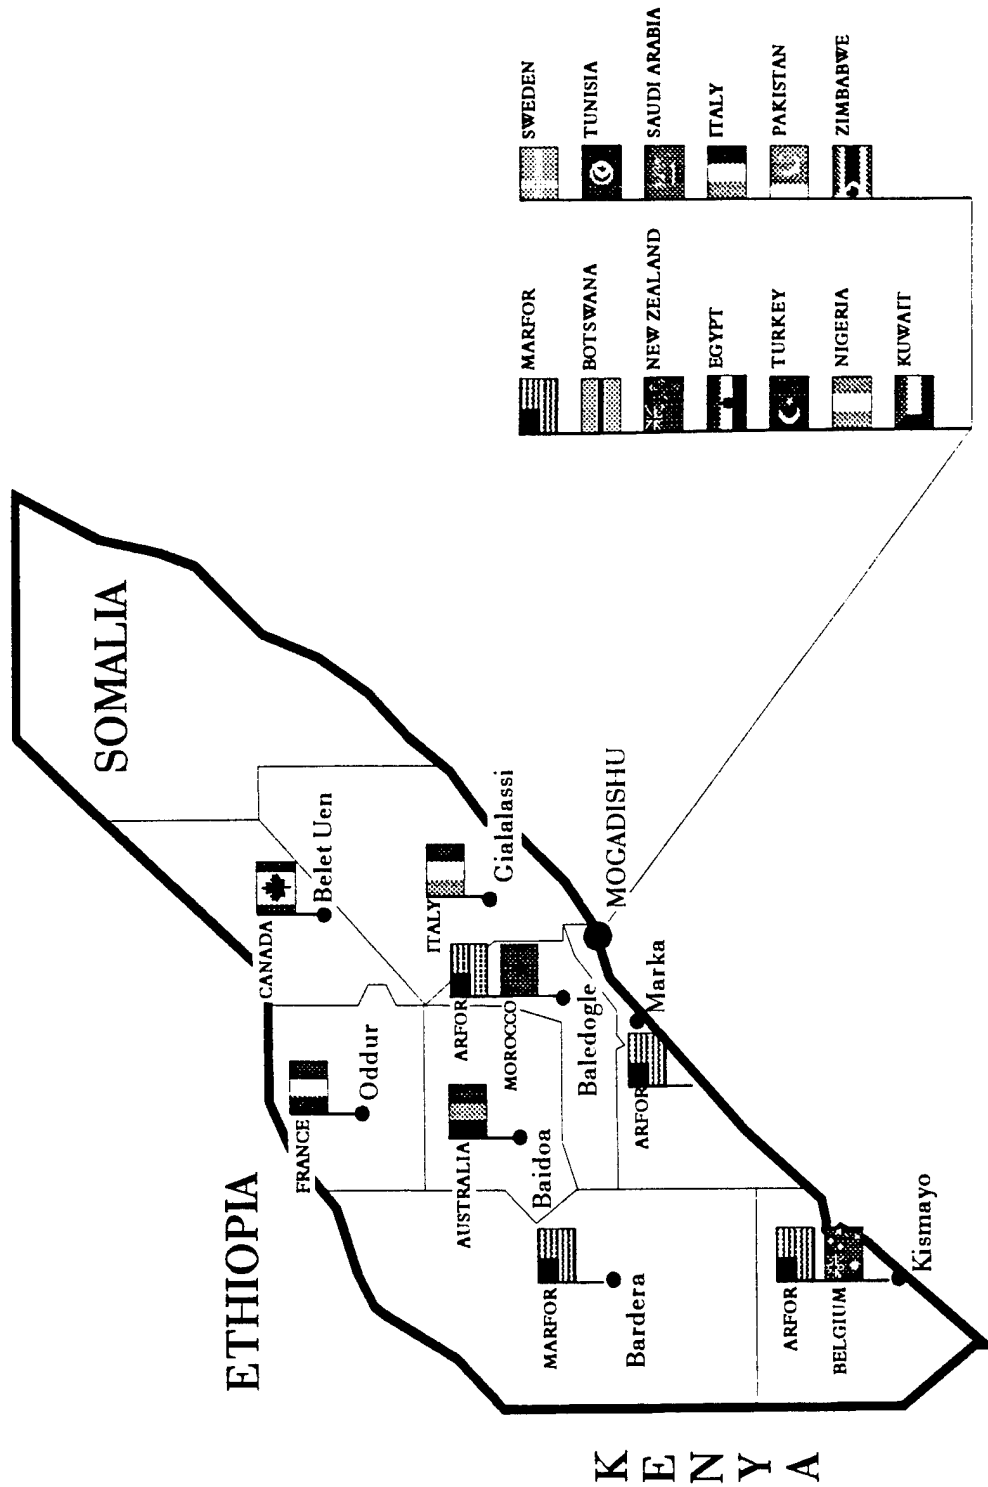 SOMALIA
ETHIOPIA
K
E
N
Y
A
FRANCE
Oddur
CANADA
Belet Uen
AUSTRALIA
Baidoa
ARFOR
MOROCCO
Baledogle
ITALY
Gialalassi
MARFOR
Bardera
ARFOR
Marka
MOGADISHU
ARFOR
BELGIUM
Kismayo
MARFOR
BOTSWANA
NEW ZEALAND
EGYPT
TURKEY
NIGERIA
KUWAIT
SWEDEN
TUNISIA
SAUDI ARABIA
ITALY
PAKISTAN
ZIMBABWE